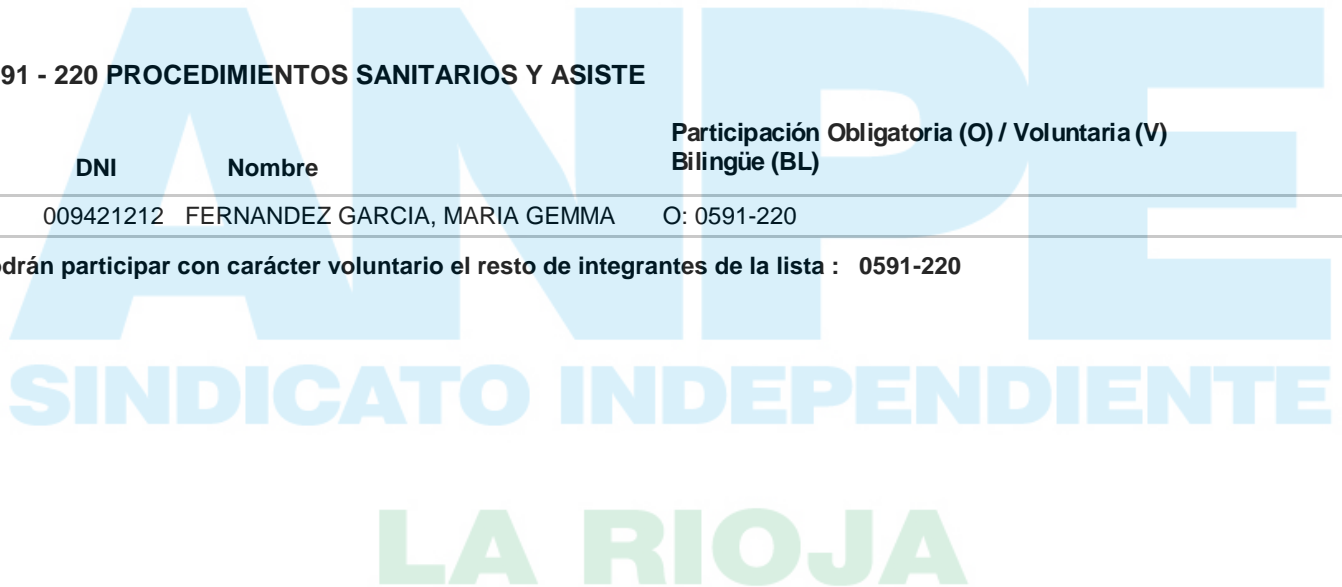 91 - 220 PROCEDIMIENTOS SANITARIOS Y ASISTE
Participación Obligatoria (O) / Voluntaria (V)
DNI Nombre Bilingüe (BL)
009421212 FERNANDEZ GARCIA, MARIA GEMMA O: 0591-220
odrán participar con carácter voluntario el resto de integrantes de la lista : 0591-220
ANPE
SINDICATO INDEPENDIENTE
LA RIOJA